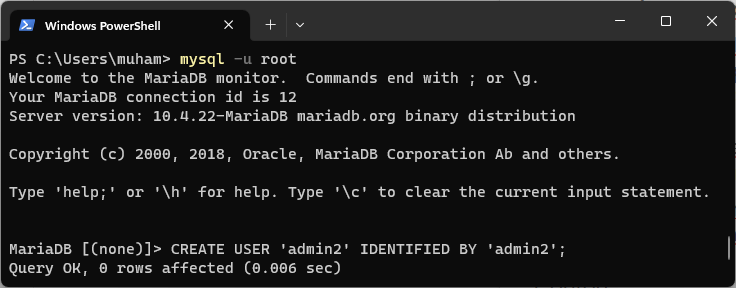 Windows PowerShell
PS C:\Users\muham> mysql -u root
Welcome to the MariaDB monitor.  Commands end with ; or \g.
Your MariaDB connection id is 12
Server version: 10.4.22-MariaDB mariadb.org binary distribution
Copyright (c) 2000, 2018, Oracle, MariaDB Corporation Ab and others.
Type 'help;' or '\h' for help. Type '\c' to clear the current input statement.
MariaDB [(none)]> CREATE USER 'admin2' IDENTIFIED BY 'admin2';
Query OK, 0 rows affected (0.006 sec)